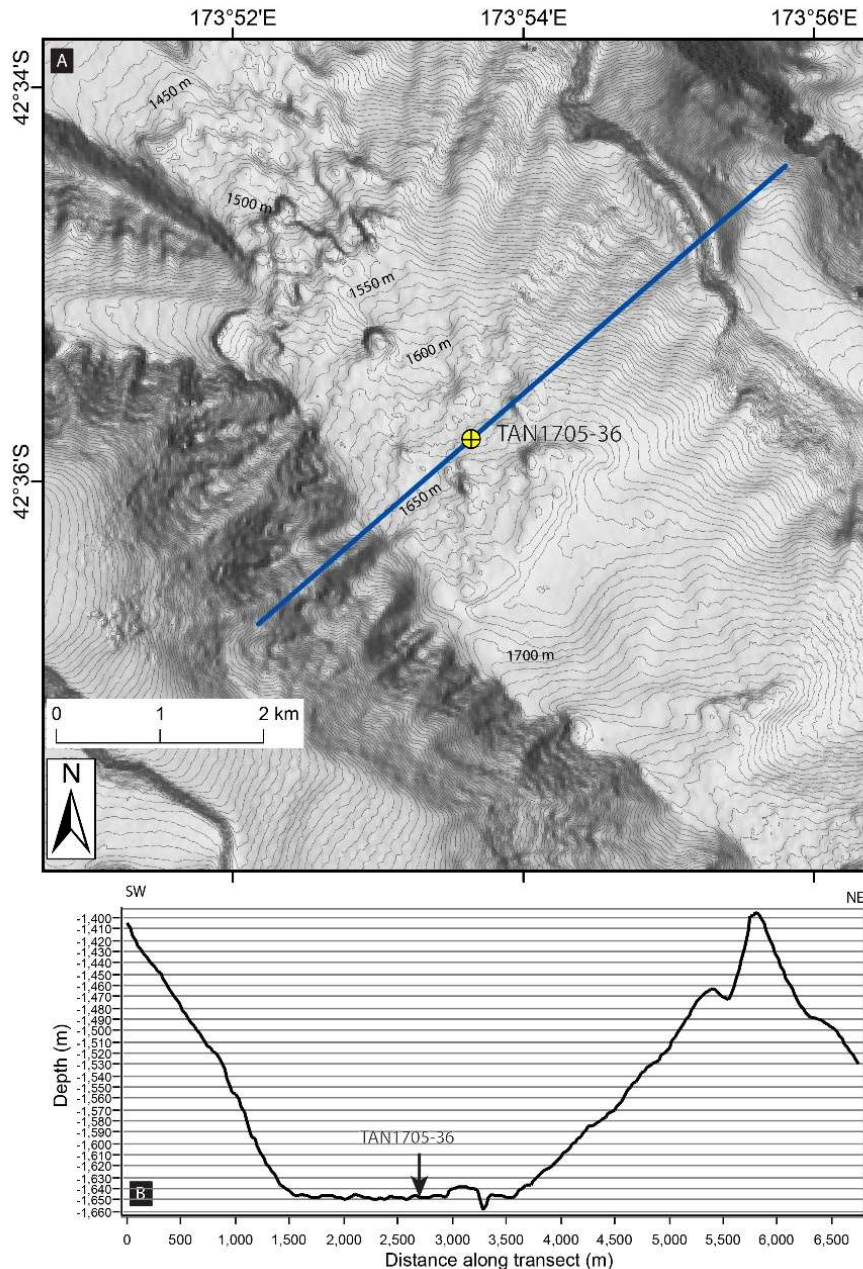 173°52'E 173°54'E 173°56'E
A
42°34'S
1450 m
1500 m
1550 m
1600 m
TAN1705-36
42°36'S
1650 m
1700 m
0 1 2 km
N
SW NE
-1,400
-1,410
-1,420
-1,430
-1,440
-1,450
-1,460
-1,470
-1,480
-1,490
-1,500
-1,510
-1,520
-1,530
-1,540
-1,550
-1,560
-1,570
-1,580
-1,590
-1,600
-1,610
-1,620
-1,630
-1,640
-1,650
-1,660
Depth (m)
TAN1705-36
B
0 500 1,000 1,500 2,000 2,500 3,000 3,500 4,000 4,500 5,000 5,500 6,000 6,500
Distance along transect (m)